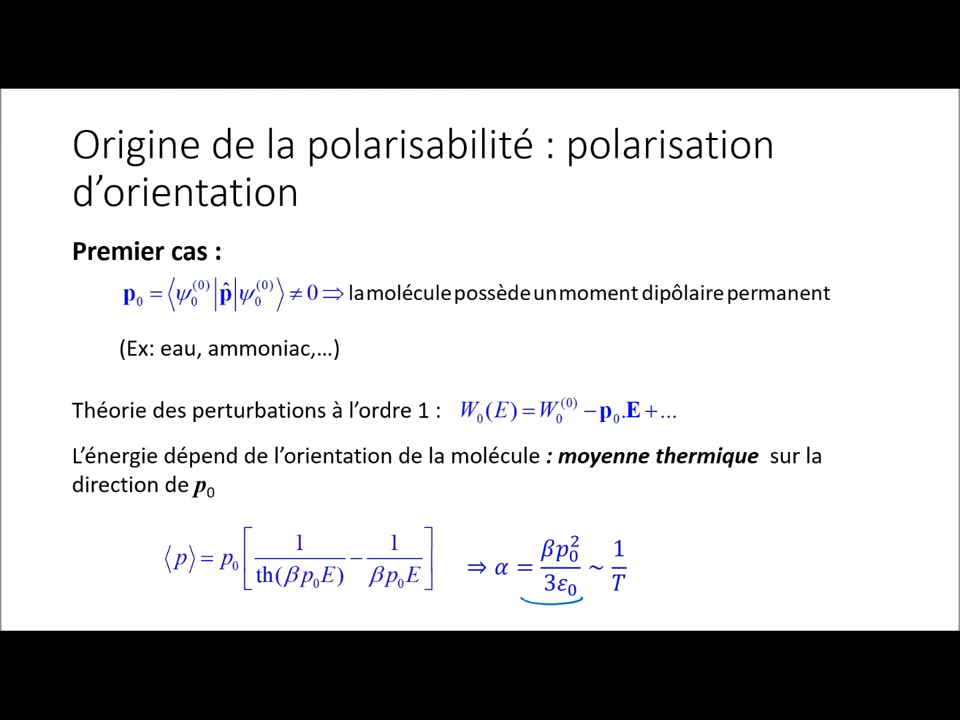 Origine de la polarisabilité : polarisation
d’orientation
Premier cas :
p₀ = ⟨ψ₀⁽⁰⁾|p̂|ψ₀⁽⁰⁾⟩ ≠ 0 ⇒ la molécule possède un moment dipôlaire permanent
(Ex: eau, ammoniac,...)
Théorie des perturbations à l’ordre 1 : W₀(E) = W₀⁽⁰⁾ − p₀.E + ...
L’énergie dépend de l’orientation de la molécule : moyenne thermique sur la
direction de p₀
⟨p⟩ = p₀[1/th(βp₀E) − 1/βp₀E] ⇒ α = βp₀²/3ε₀ ~ 1/T